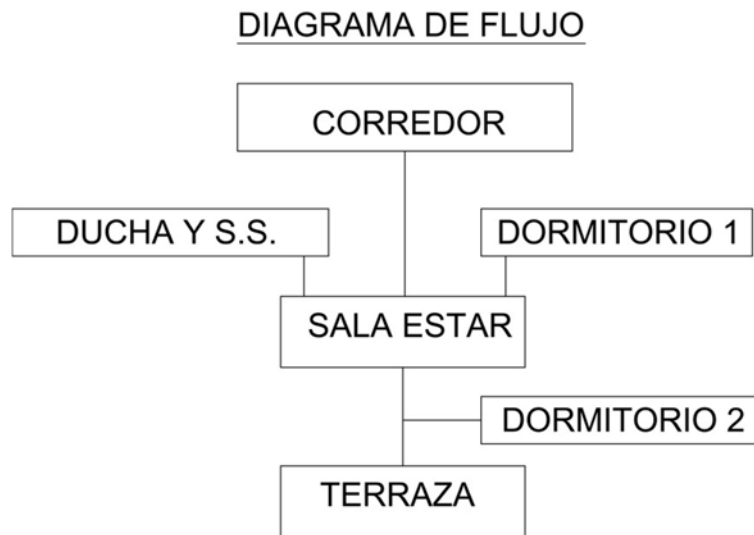 DIAGRAMA DE FLUJO
CORREDOR
DUCHA Y S.S.
DORMITORIO 1
SALA ESTAR
DORMITORIO 2
TERRAZA